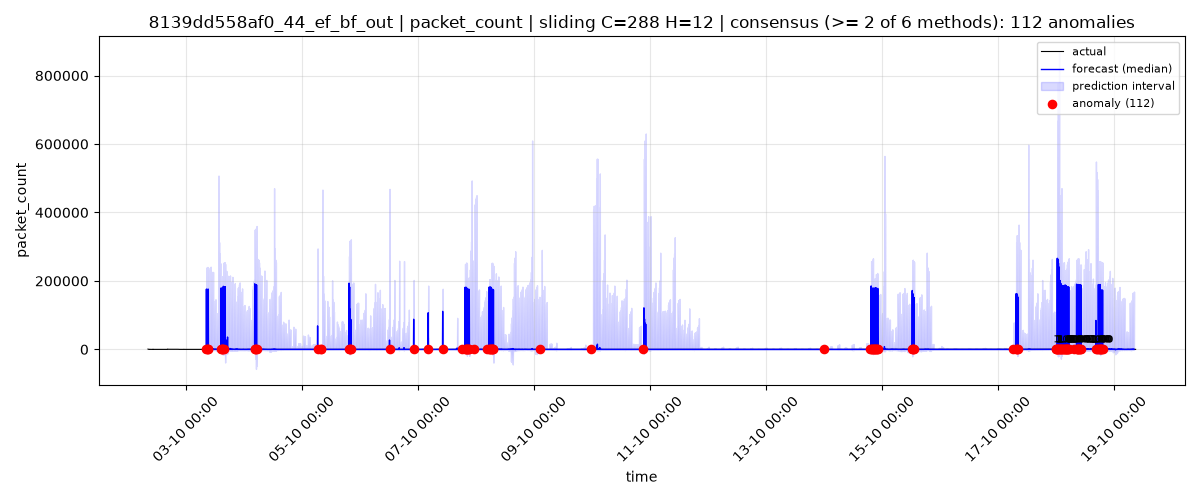 8139dd558af0_44_ef_bf_out | packet_count | sliding C=288 H=12 | consensus (>= 2 of 6 methods): 112 anomalies
actual
forecast (median)
prediction interval
anomaly (112)
packet_count
800000
600000
400000
200000
0
03-10 00:00
05-10 00:00
07-10 00:00
09-10 00:00
11-10 00:00
13-10 00:00
15-10 00:00
17-10 00:00
19-10 00:00
time